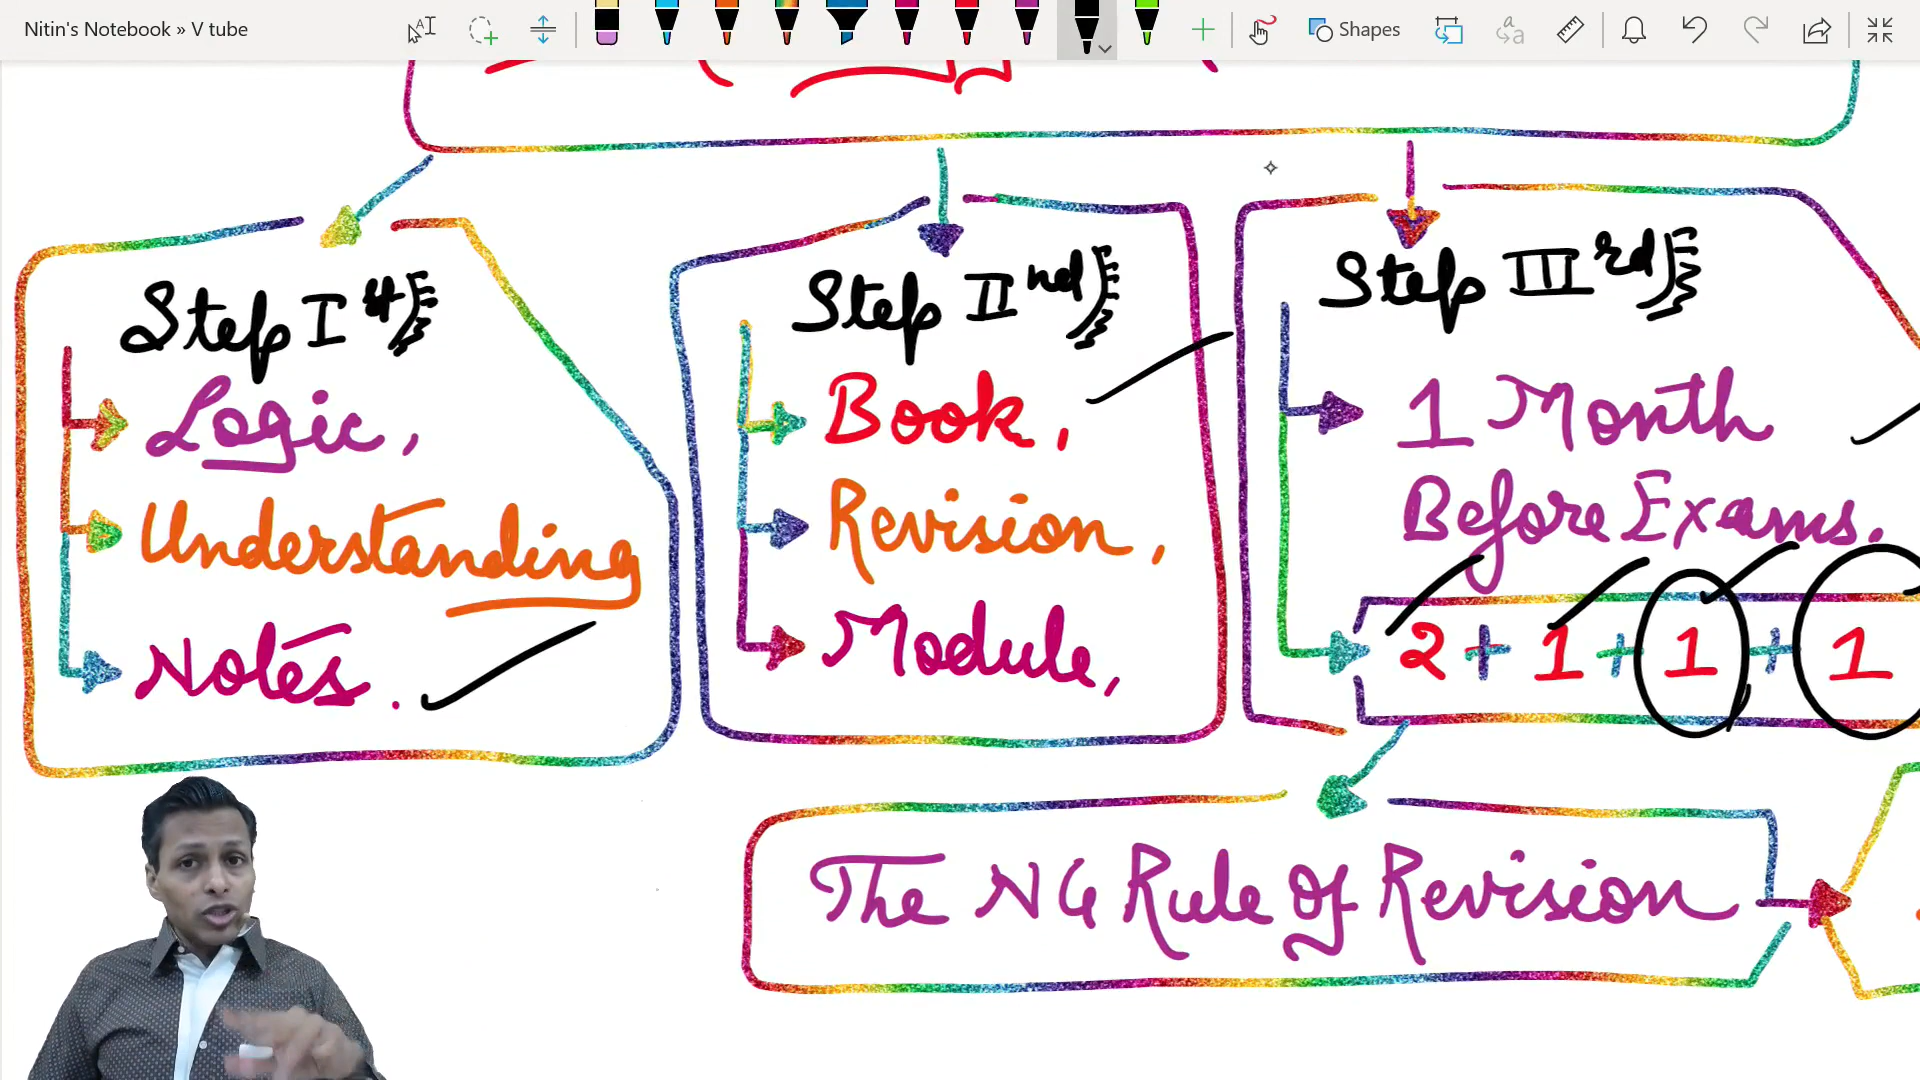 Nitin's Notebook » V tube
Shapes
Step I st
Logic,
Understanding
Notes.
Step II nd
Book,
Revision,
Module,
Step III rd
1 Month
Before Exams.
2 + 1 + 1 + 1
The NG Rule Of Revision